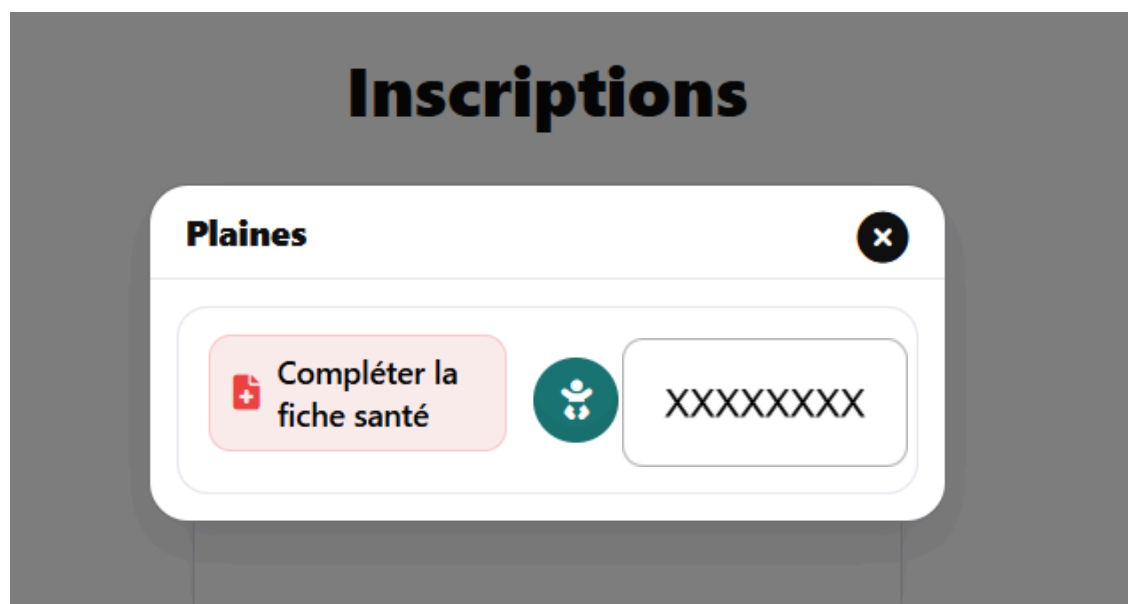 Inscriptions
Plaines
Compléter la
fiche santé
XXXXXXXX